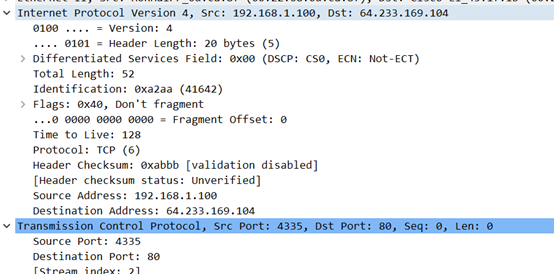 Internet Protocol Version 4, Src: 192.168.1.100, Dst: 64.233.169.104
0100 .... = Version: 4
.... 0101 = Header Length: 20 bytes (5)
Differentiated Services Field: 0x00 (DSCP: CS0, ECN: Not-ECT)
Total Length: 52
Identification: 0xa2aa (41642)
Flags: 0x40, Don't fragment
...0 0000 0000 0000 = Fragment Offset: 0
Time to Live: 128
Protocol: TCP (6)
Header Checksum: 0xabbb [validation disabled]
[Header checksum status: Unverified]
Source Address: 192.168.1.100
Destination Address: 64.233.169.104
Transmission Control Protocol, Src Port: 4335, Dst Port: 80, Seq: 0, Len: 0
Source Port: 4335
Destination Port: 80
[Stream index: 2]